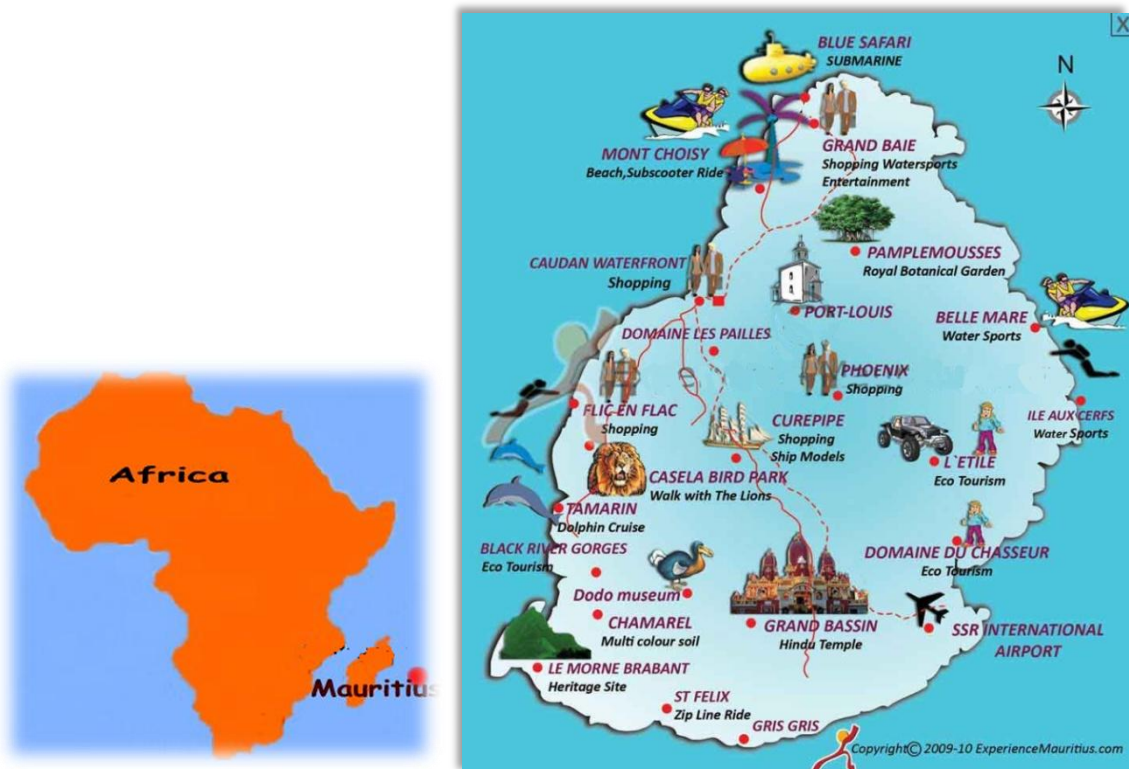 Africa
Mauritius
X
BLUE SAFARI
SUBMARINE
N
MONT CHOISY
Beach,Subscooter Ride
GRAND BAIE
Shopping Watersports
Entertainment
PAMPLEMOUSSES
Royal Botanical Garden
CAUDAN WATERFRONT
Shopping
PORT-LOUIS
BELLE MARE
Water Sports
DOMAINE LES PAILLES
PHOENIX
Shopping
FLIC EN FLAC
Shopping
CUREPIPE
Shopping
Ship Models
ILE AUX CERFS
Water Sports
L`ETILE
Eco Tourism
CASELA BIRD PARK
Walk with The Lions
TAMARIN
Dolphin Cruise
BLACK RIVER GORGES
Eco Tourism
DOMAINE DU CHASSEUR
Eco Tourism
Dodo museum
CHAMAREL
Multi colour soil
GRAND BASSIN
Hindu Temple
SSR INTERNATIONAL
AIRPORT
LE MORNE BRABANT
Heritage Site
ST FELIX
Zip Line Ride
GRIS GRIS
Copyright© 2009-10 ExperienceMauritius.com